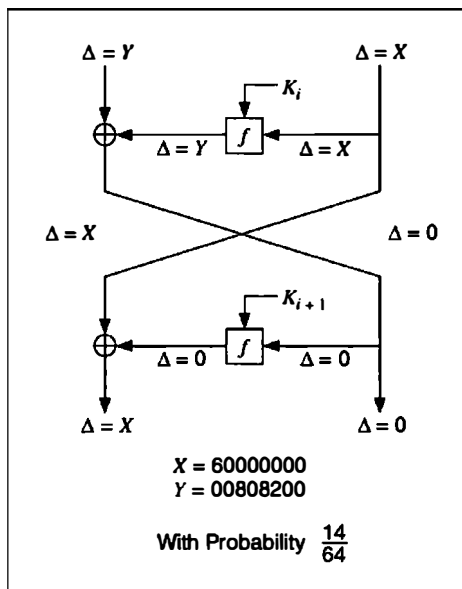 Δ = Y
Δ = X
K_i
f
Δ = Y
Δ = X
Δ = X
Δ = 0
K_{i + 1}
f
Δ = 0
Δ = 0
Δ = X
Δ = 0
X = 60000000
Y = 00808200
With Probability 14/64